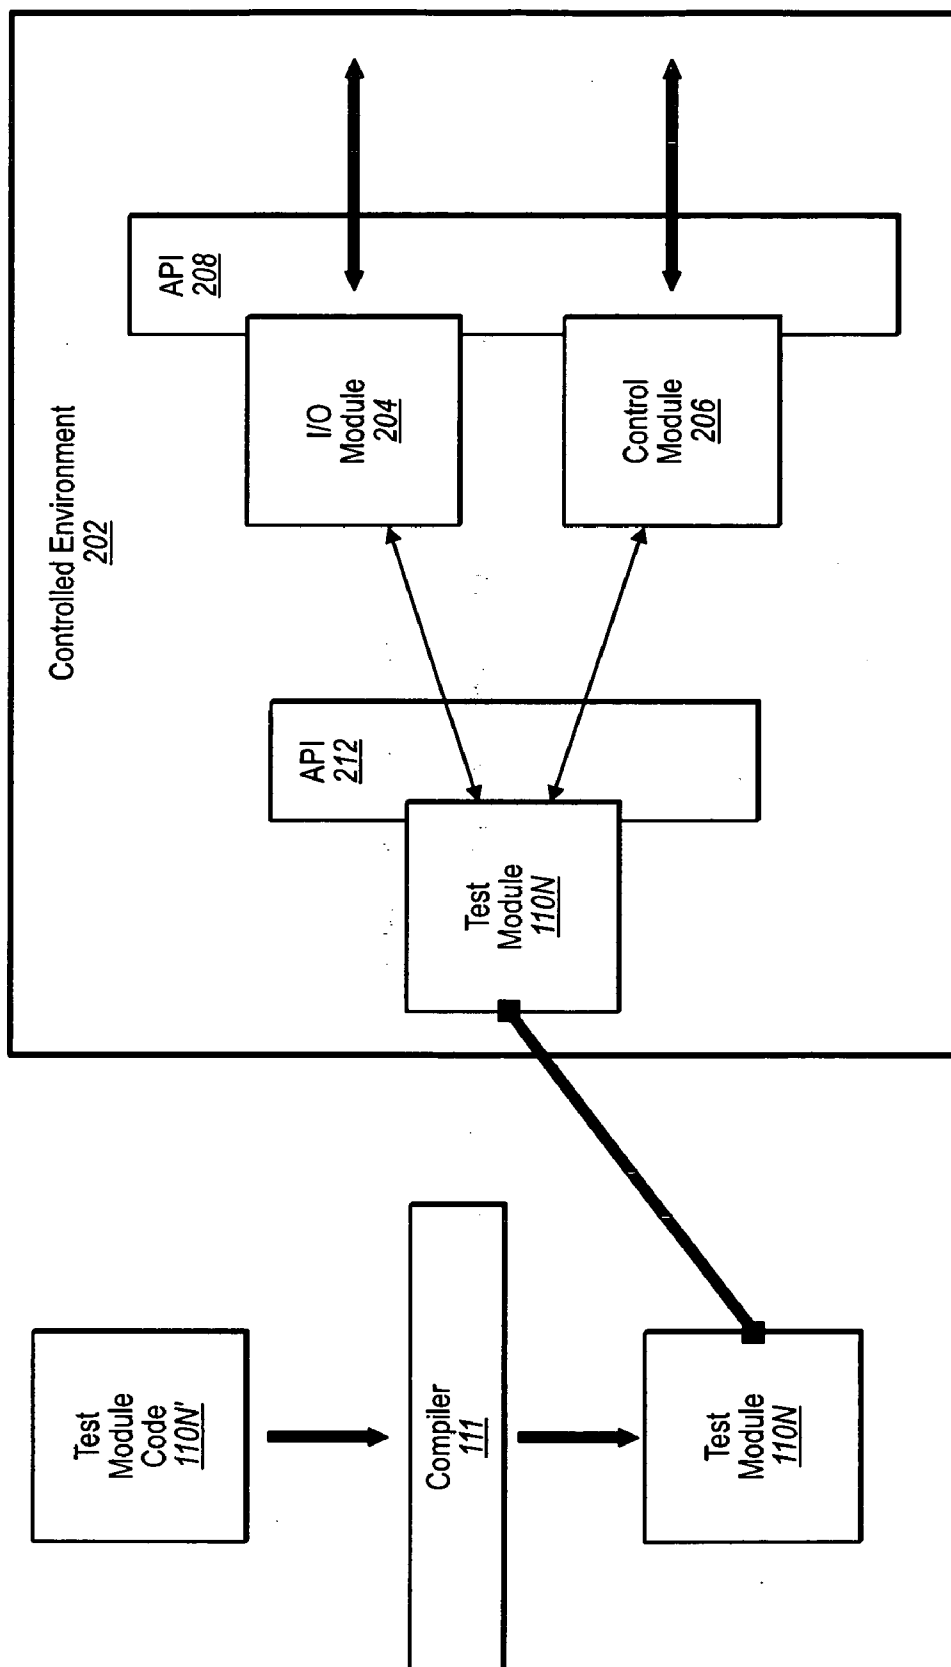 Test
Module
Code
110N'
Compiler
111
Test
Module
110N
Controlled Environment
202
Test
Module
110N
API
212
I/O
Module
204
Control
Module
206
API
208